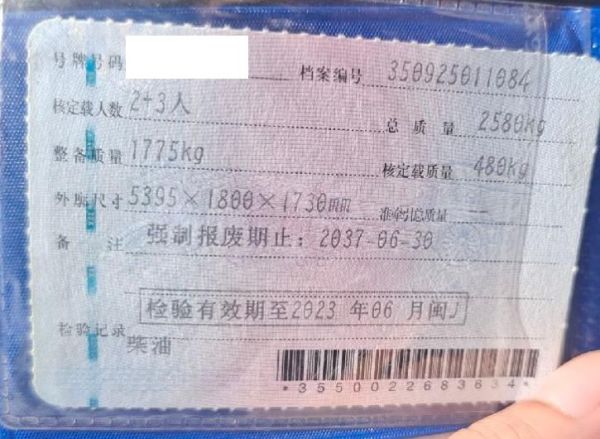 号牌号码 档案编号 350925011084
核定载人数 2+3人 总质量 2580kg
整备质量 1775kg 核定载质量 480kg
外廓尺寸 5395×1800×1730mm 准牵引总质量 —
备注 强制报废期止：2037-06-30
检验有效期至2023 年06 月闽J
检验记录
柴油
*3550022683634*